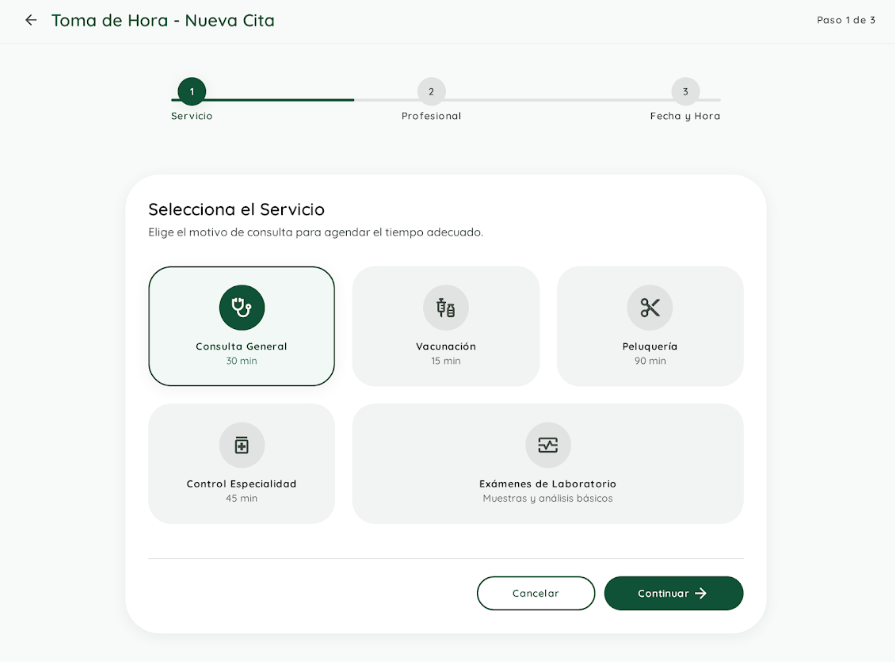 Toma de Hora - Nueva Cita
Paso 1 de 3
1
2
3
Servicio
Profesional
Fecha y Hora
Selecciona el Servicio
Elige el motivo de consulta para agendar el tiempo adecuado.
Consulta General
30 min
Vacunación
15 min
Peluquería
90 min
Control Especialidad
45 min
Exámenes de Laboratorio
Muestras y análisis básicos
Cancelar
Continuar